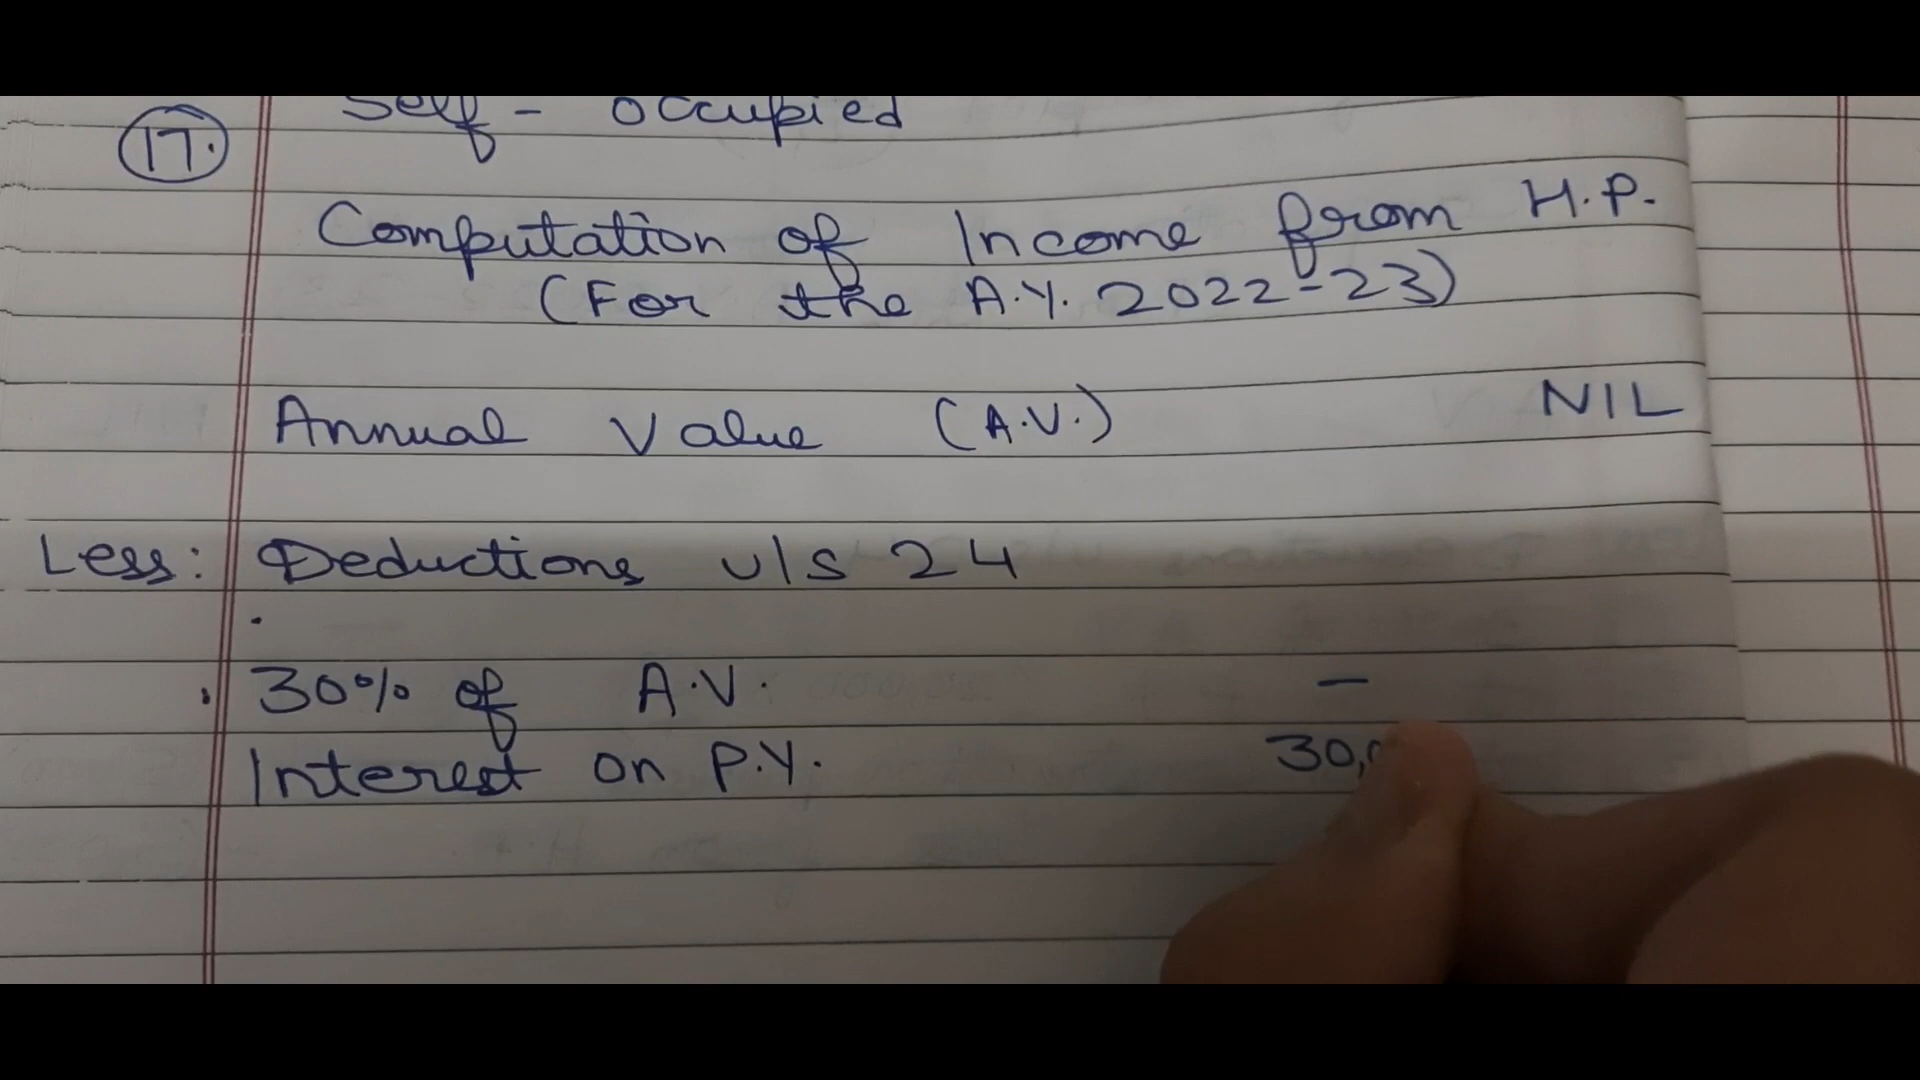 17. Self - Occupied
Computation of Income from H.P.
(For the A.Y. 2022-23)
Annual Value (A.V.) NIL
Less: Deductions u/s 24
30% of A.V. —
Interest on P.Y. 30,